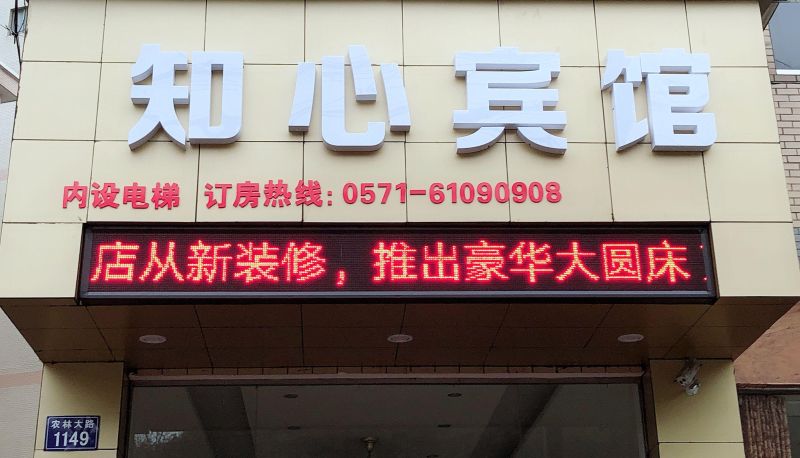 知心宾馆
内设电梯 订房热线:0571-61090908
店从新装修，推出豪华大圆床
农林大路
1149